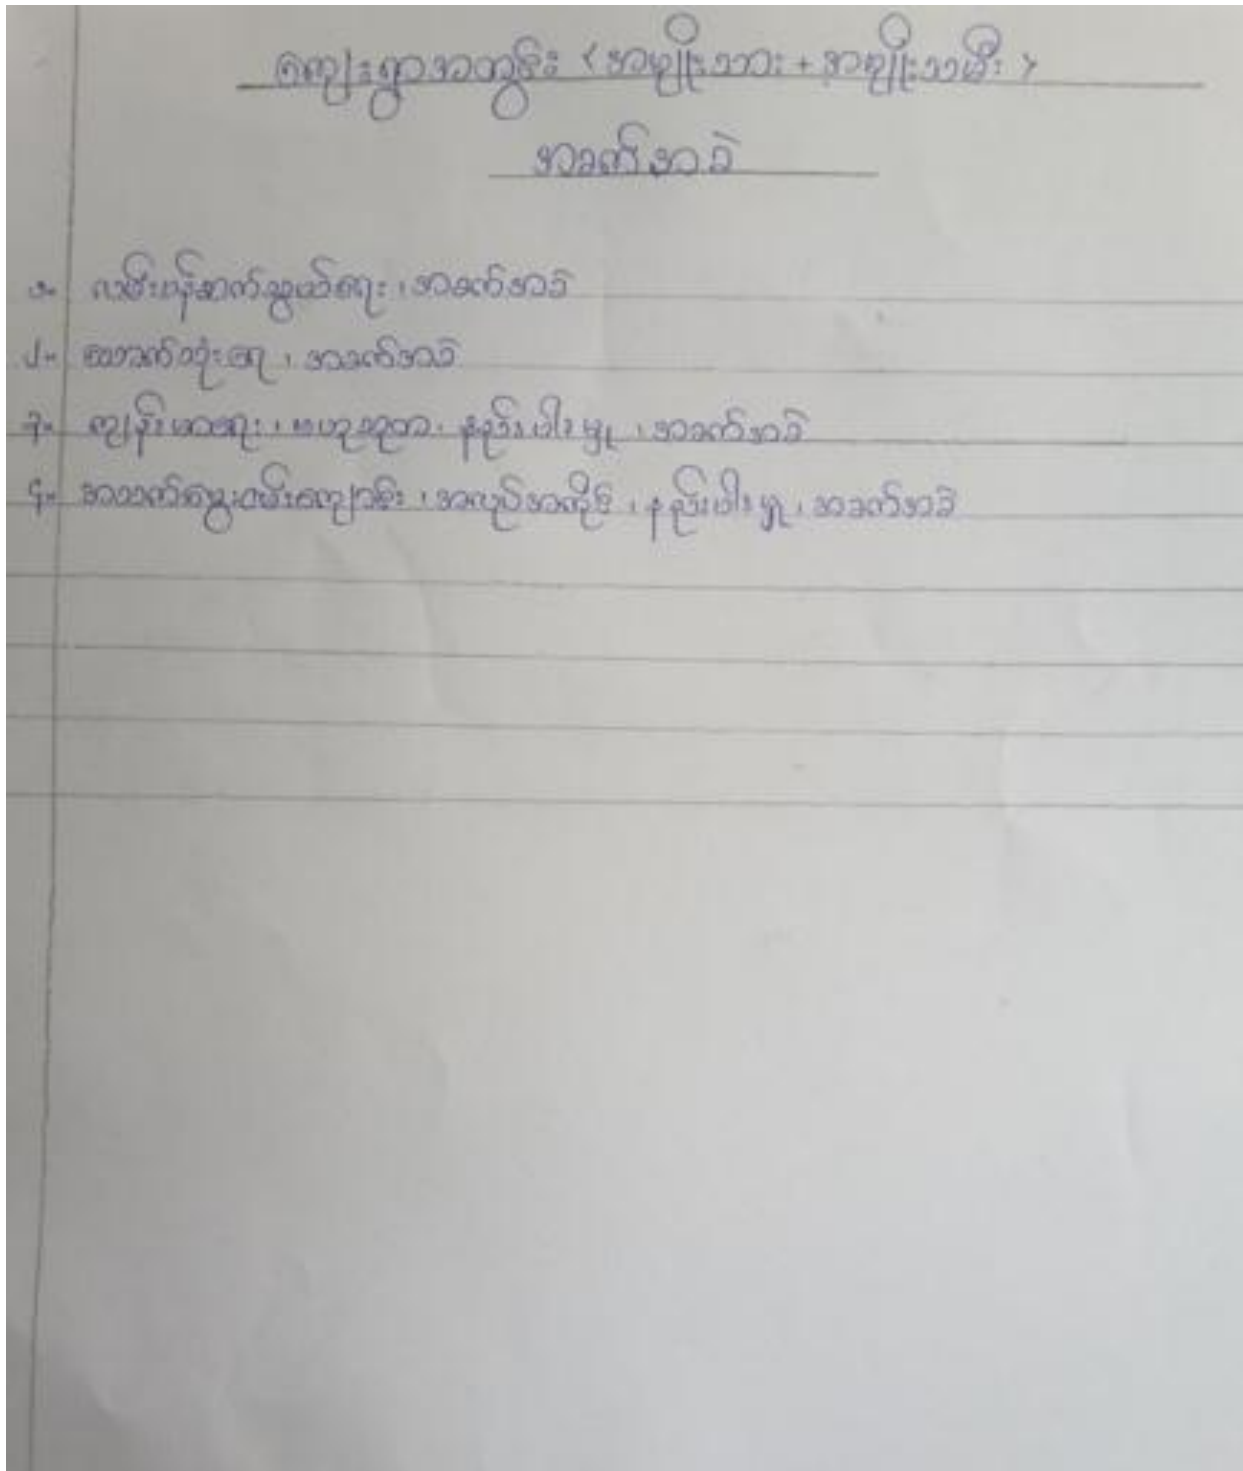 ကျေးရွာအတွင်း < အမျိုးသား + အမျိုးသမီး >
အခက်အခဲ
၁။ လမ်းပန်းဆက်သွယ်ရေး ၊ အခက်အခဲ
၂။ သောက်သုံးရေ ၊ အခက်အခဲ
၃။ ကျန်းမာရေး ၊ ဗဟုသုတ ၊ နည်းပါးမှု ၊ အခက်အခဲ
၄။ အသက်မွေးဝမ်းကျောင်း ၊ အလုပ်အကိုင် ၊ နည်းပါးမှု ၊ အခက်အခဲ